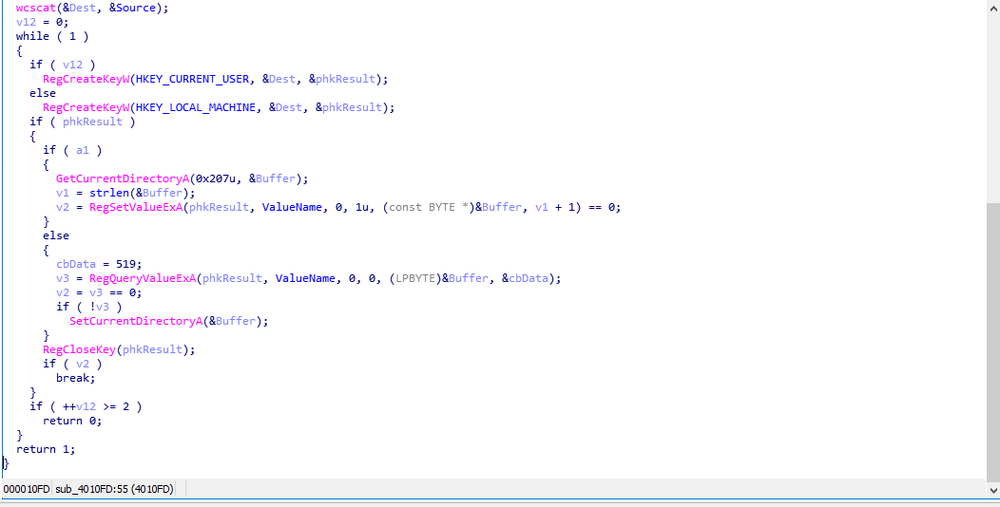 wcscat(&Dest, &Source);
v12 = 0;
while ( 1 )
{
if ( v12 )
RegCreateKeyW(HKEY_CURRENT_USER, &Dest, &phkResult);
else
RegCreateKeyW(HKEY_LOCAL_MACHINE, &Dest, &phkResult);
if ( phkResult )
{
if ( a1 )
{
GetCurrentDirectoryA(0x207u, &Buffer);
v1 = strlen(&Buffer);
v2 = RegSetValueExA(phkResult, ValueName, 0, 1u, (const BYTE *)&Buffer, v1 + 1) == 0;
}
else
{
cbData = 519;
v3 = RegQueryValueExA(phkResult, ValueName, 0, 0, (LPBYTE)&Buffer, &cbData);
v2 = v3 == 0;
if ( !v3 )
SetCurrentDirectoryA(&Buffer);
}
RegCloseKey(phkResult);
if ( v2 )
break;
}
if ( ++v12 >= 2 )
return 0;
}
return 1;
}
000010FD sub_4010FD:55 (4010FD)